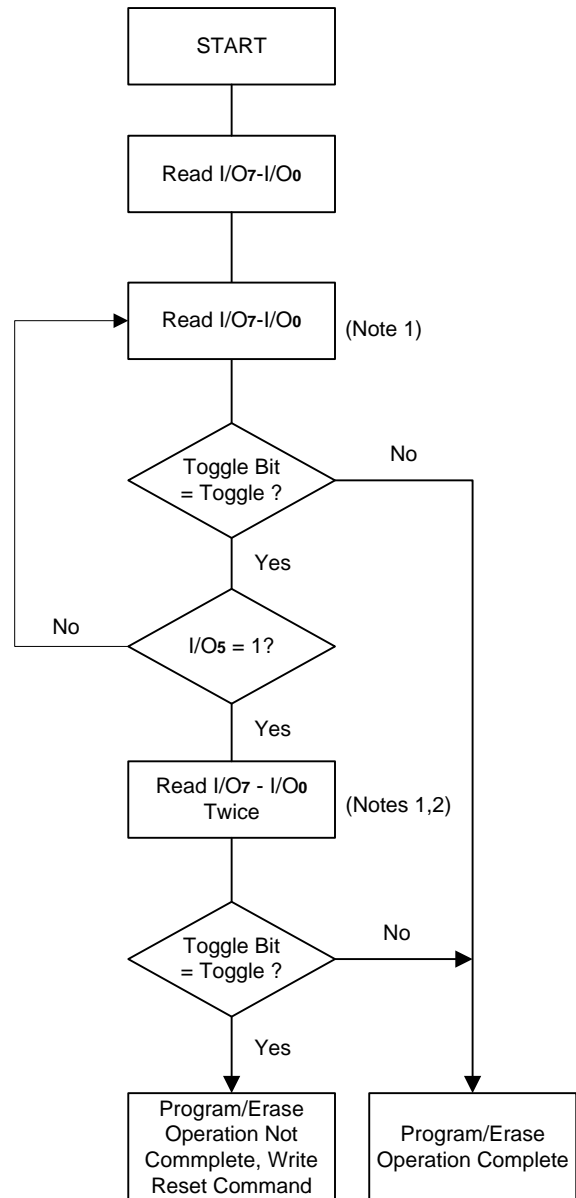 START
Read I/O7-I/O0
Read I/O7-I/O0
(Note 1)
Toggle Bit
= Toggle ?
No
Yes
No
I/O5 = 1?
Yes
Read I/O7 - I/O0
Twice
(Notes 1,2)
Toggle Bit
= Toggle ?
No
Yes
Program/Erase
Operation Not
Commplete, Write
Reset Command
Program/Erase
Operation Complete